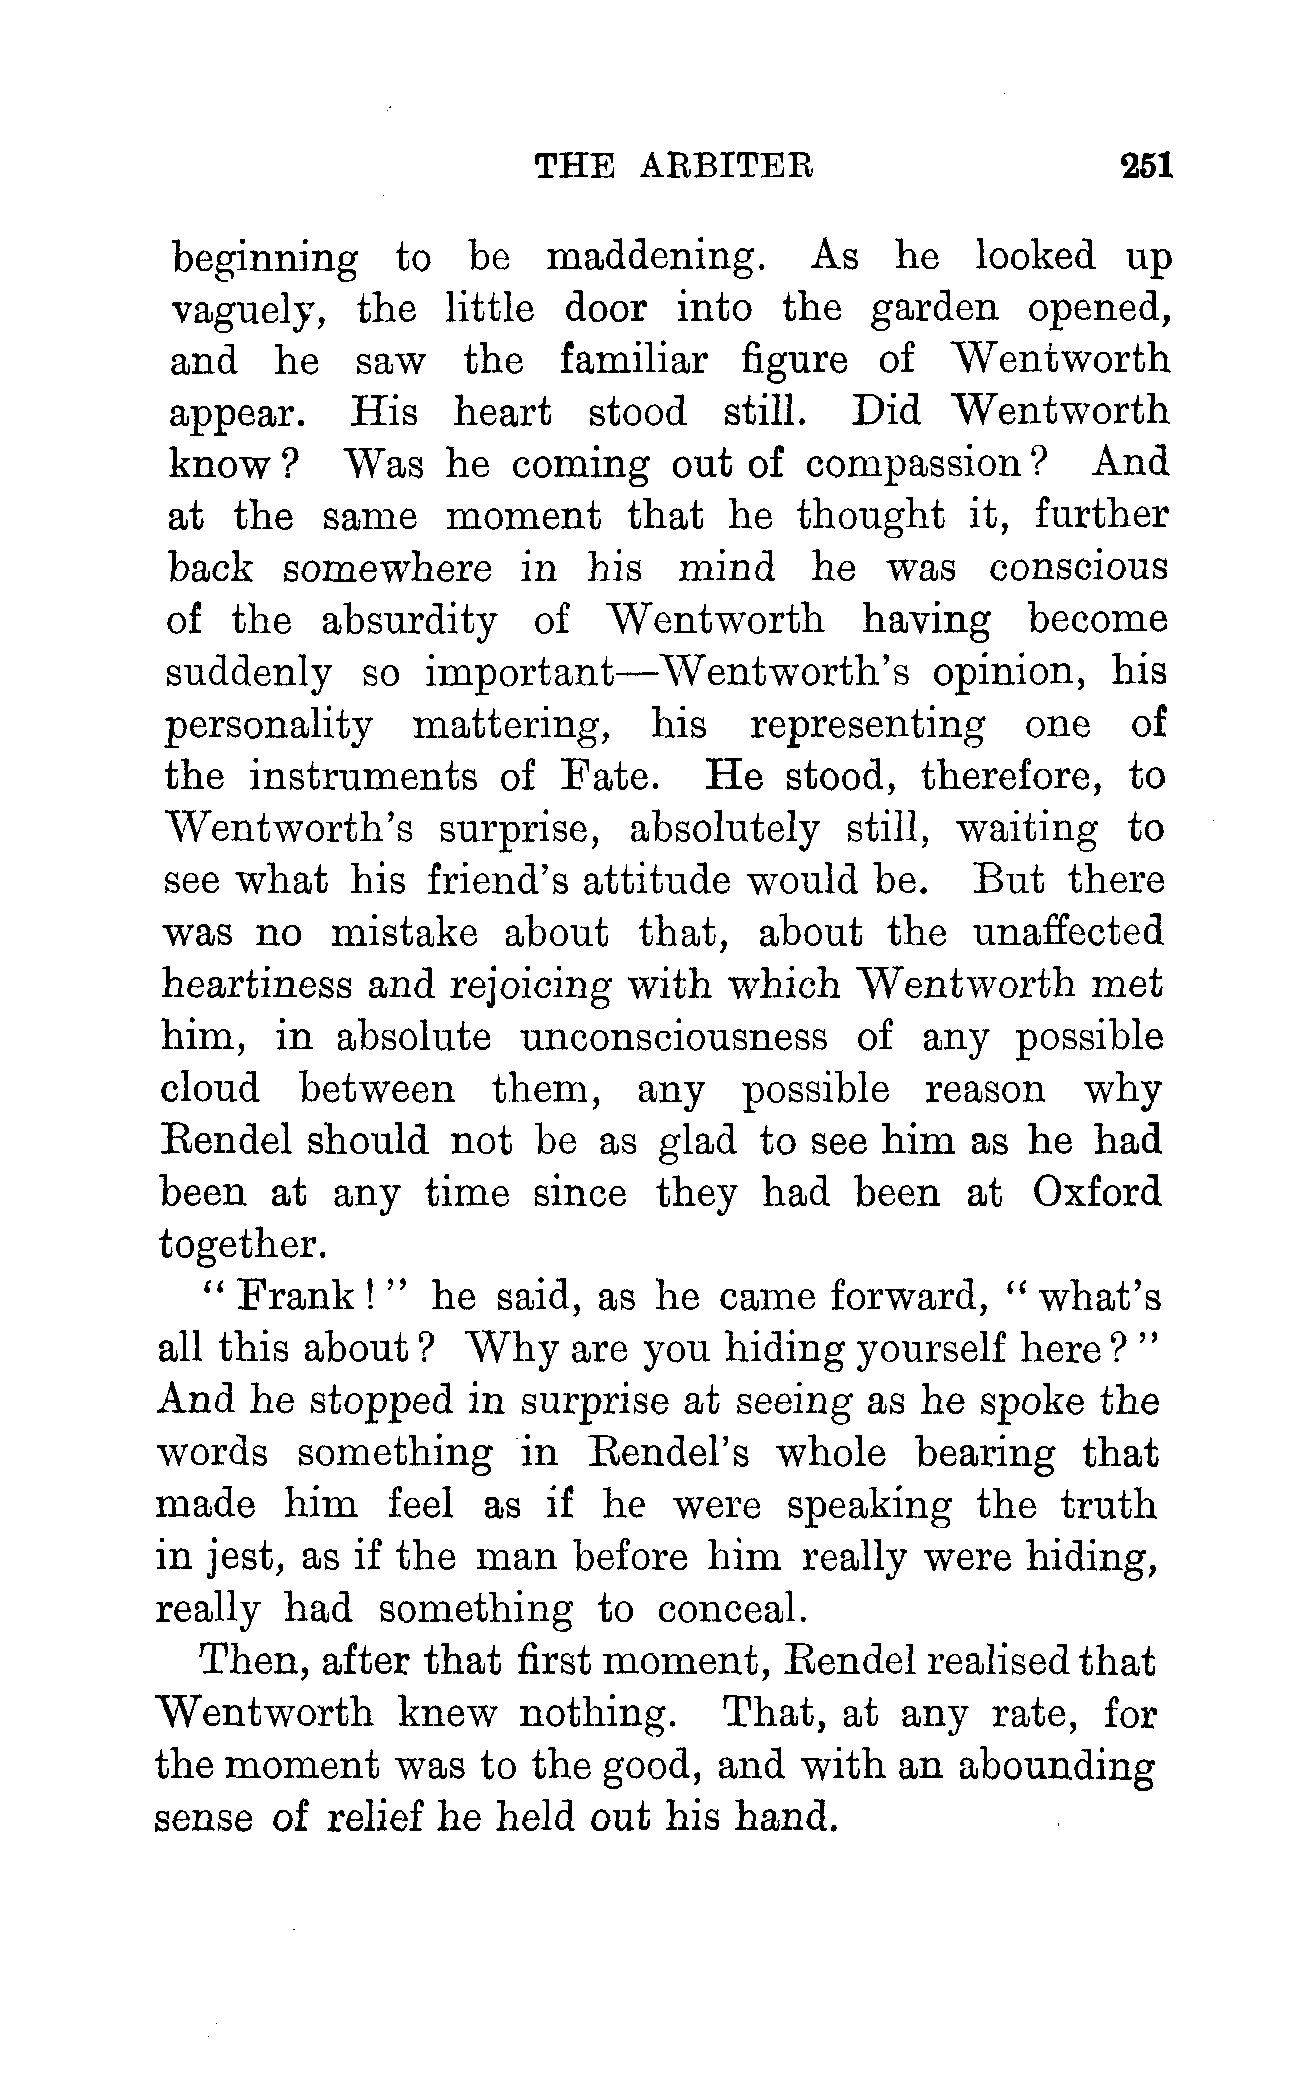 THE ARBITER 251
beginning to be maddening. As he looked up
vaguely, the little door into the garden opened,
and he saw the familiar figure of Wentworth
appear. His heart stood still. Did Wentworth
know? Was he coming out of compassion? And
at the same moment that he thought it, further
back somewhere in his mind he was conscious
of the absurdity of Wentworth having become
suddenly so important—Wentworth's opinion, his
personality mattering, his representing one of
the instruments of Fate. He stood, therefore, to
Wentworth's surprise, absolutely still, waiting to
see what his friend's attitude would be. But there
was no mistake about that, about the unaffected
heartiness and rejoicing with which Wentworth met
him, in absolute unconsciousness of any possible
cloud between them, any possible reason why
Rendel should not be as glad to see him as he had
been at any time since they had been at Oxford
together.
"Frank!" he said, as he came forward, "what's
all this about? Why are you hiding yourself here?"
And he stopped in surprise at seeing as he spoke the
words something in Rendel's whole bearing that
made him feel as if he were speaking the truth
in jest, as if the man before him really were hiding,
really had something to conceal.
Then, after that first moment, Rendel realised that
Wentworth knew nothing. That, at any rate, for
the moment was to the good, and with an abounding
sense of relief he held out his hand.